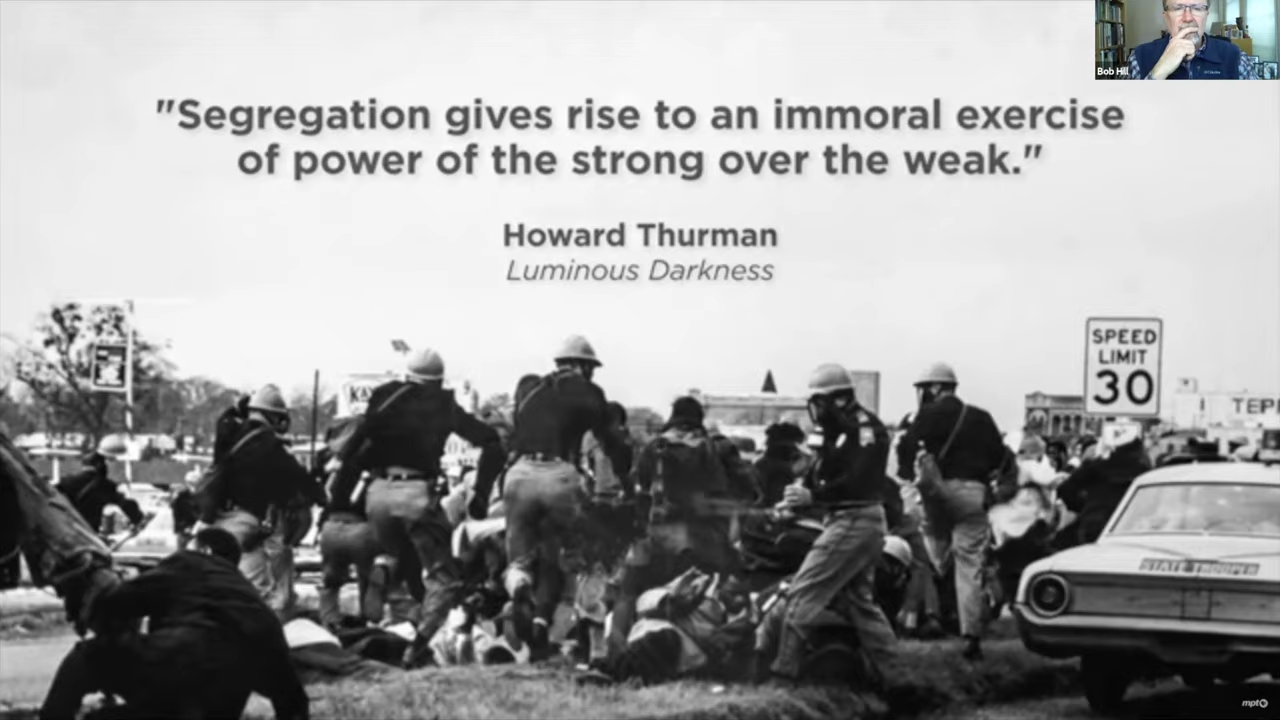 Bob Hill
"Segregation gives rise to an immoral exercise
of power of the strong over the weak."
Howard Thurman
Luminous Darkness
SPEED
LIMIT
30
STATE TROOPER
mpt